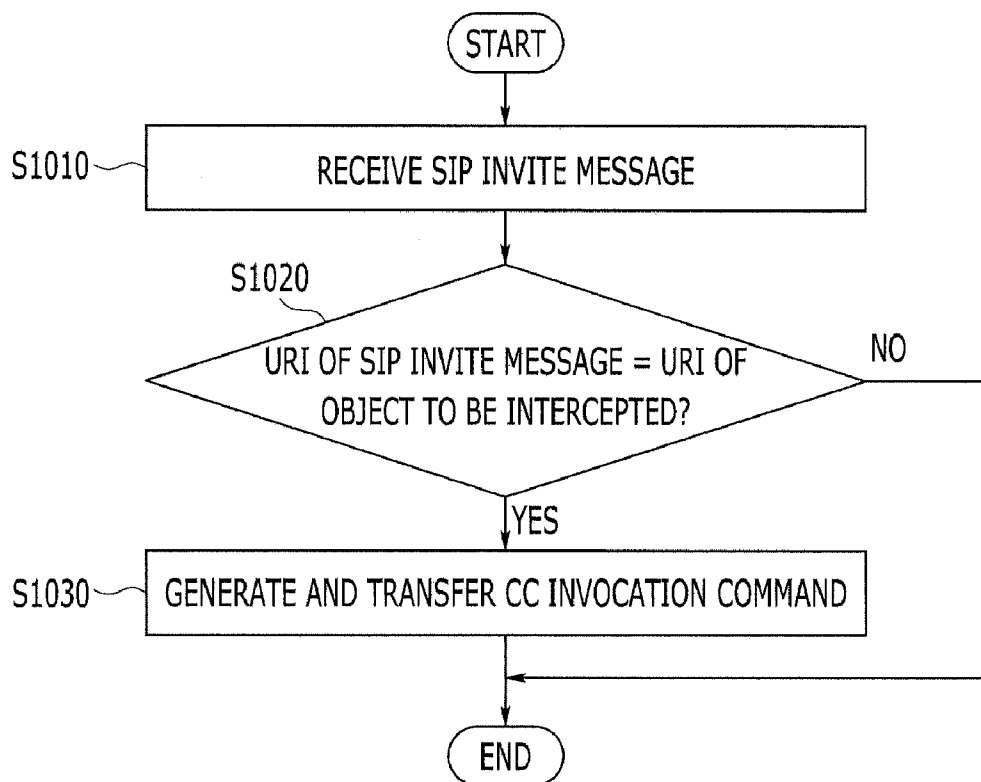 START
S1010
RECEIVE SIP INVITE MESSAGE
S1020
URI OF SIP INVITE MESSAGE = URI OF
OBJECT TO BE INTERCEPTED?
NO
YES
S1030
GENERATE AND TRANSFER CC INVOCATION COMMAND
END